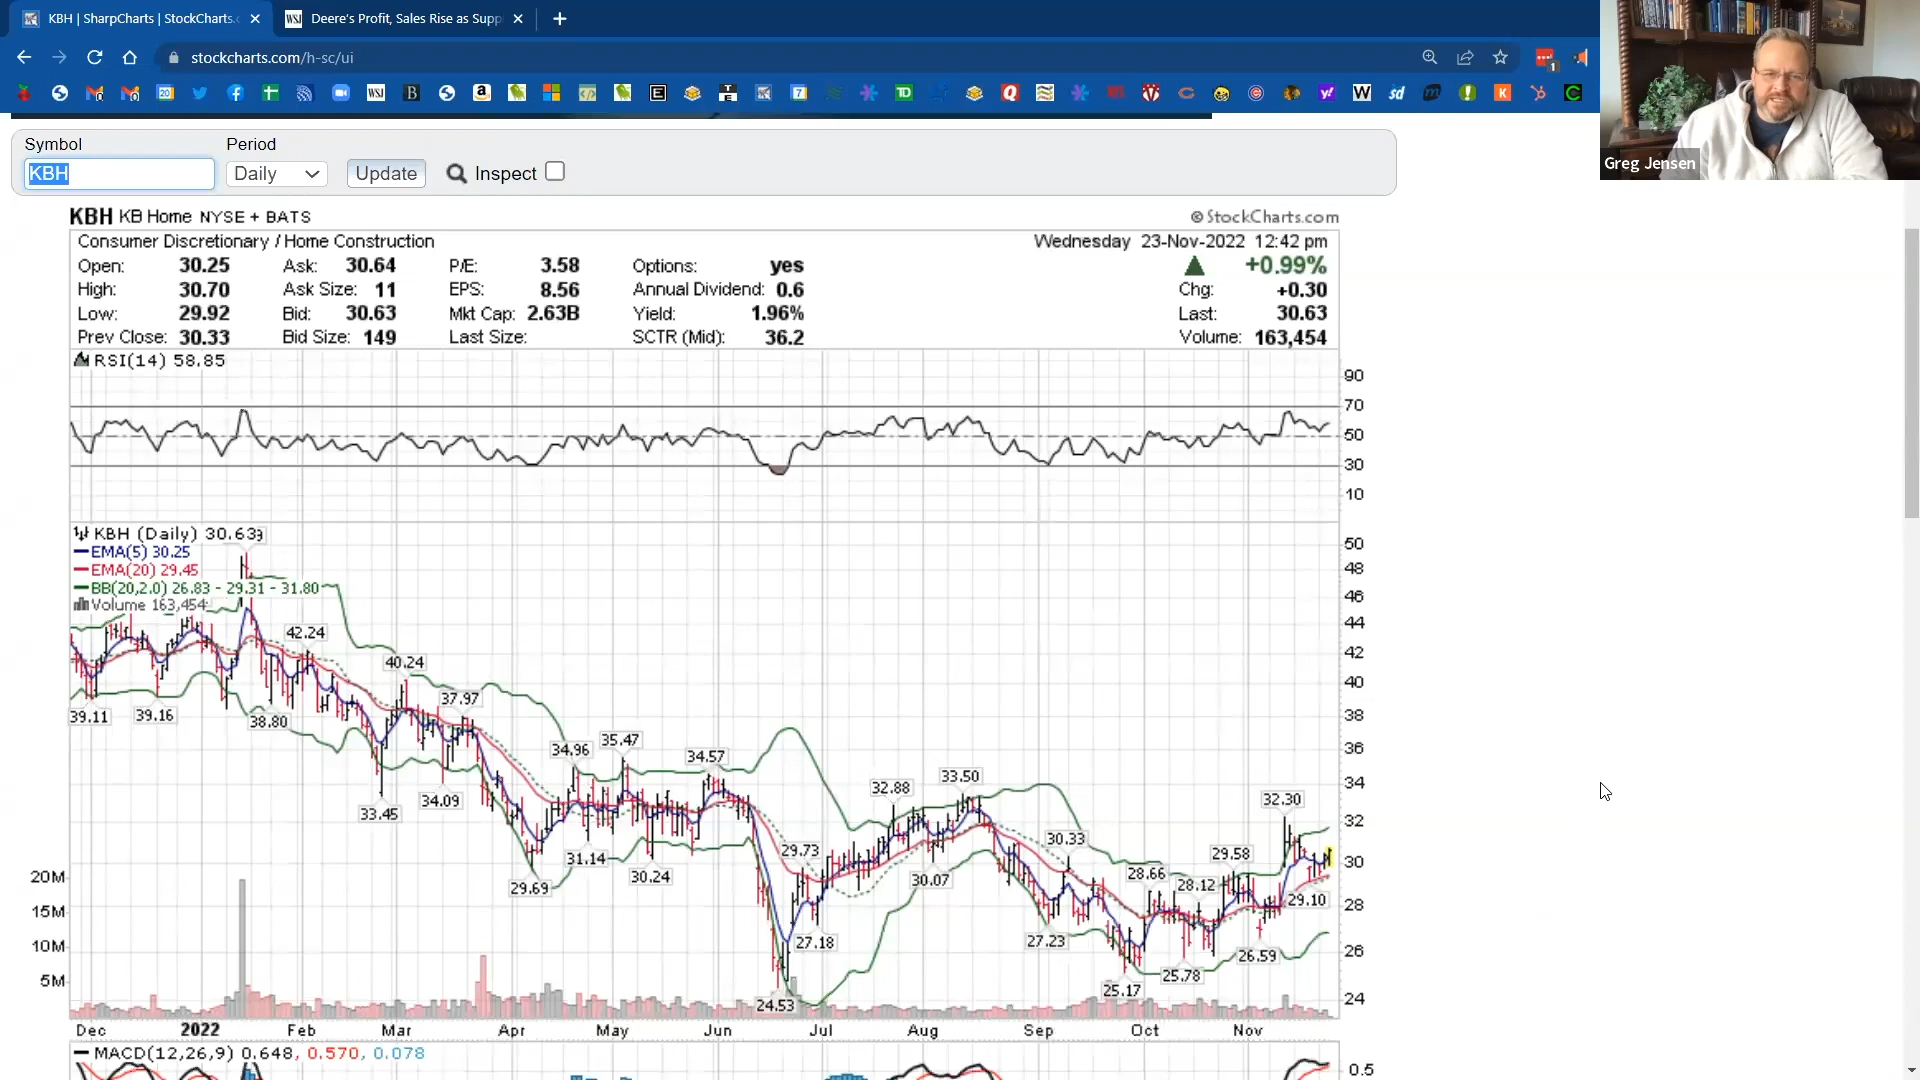 KBH | SharpCharts | StockCharts.
Deere's Profit, Sales Rise as Supp
stockcharts.com/h-sc/ui
Greg Jensen
Symbol
Period
KBH
Daily
Update
Inspect
KBH KB Home NYSE + BATS
© StockCharts.com
Consumer Discretionary / Home Construction
Wednesday 23-Nov-2022 12:42 pm
Open: 30.25 Ask: 30.64 P/E: 3.58 Options: yes +0.99%
High: 30.70 Ask Size: 11 EPS: 8.56 Annual Dividend: 0.6 Chg: +0.30
Low: 29.92 Bid: 30.63 Mkt Cap: 2.63B Yield: 1.96% Last: 30.63
Prev Close: 30.33 Bid Size: 149 Last Size: SCTR (Mid): 36.2 Volume: 163,454
RSI(14) 58.85
90
70
50
30
10
KBH (Daily) 30.63
EMA(5) 30.25
EMA(20) 29.45
BB(20,2.0) 26.83 - 29.31 - 31.80
Volume 163,454
50
48
46
44
42
40
38
36
34
32
30
28
26
24
42.24
40.24
37.97
39.11
39.16
38.80
34.96
35.47
34.57
33.45
34.09
32.88
33.50
32.30
31.14
30.24
29.69
29.73
30.07
30.33
28.66
28.12
29.58
29.10
27.18
27.23
26.59
25.78
25.17
24.53
20M
15M
10M
5M
Dec 2022 Feb Mar Apr May Jun Jul Aug Sep Oct Nov
MACD(12,26,9) 0.648, 0.570, 0.078
0.5